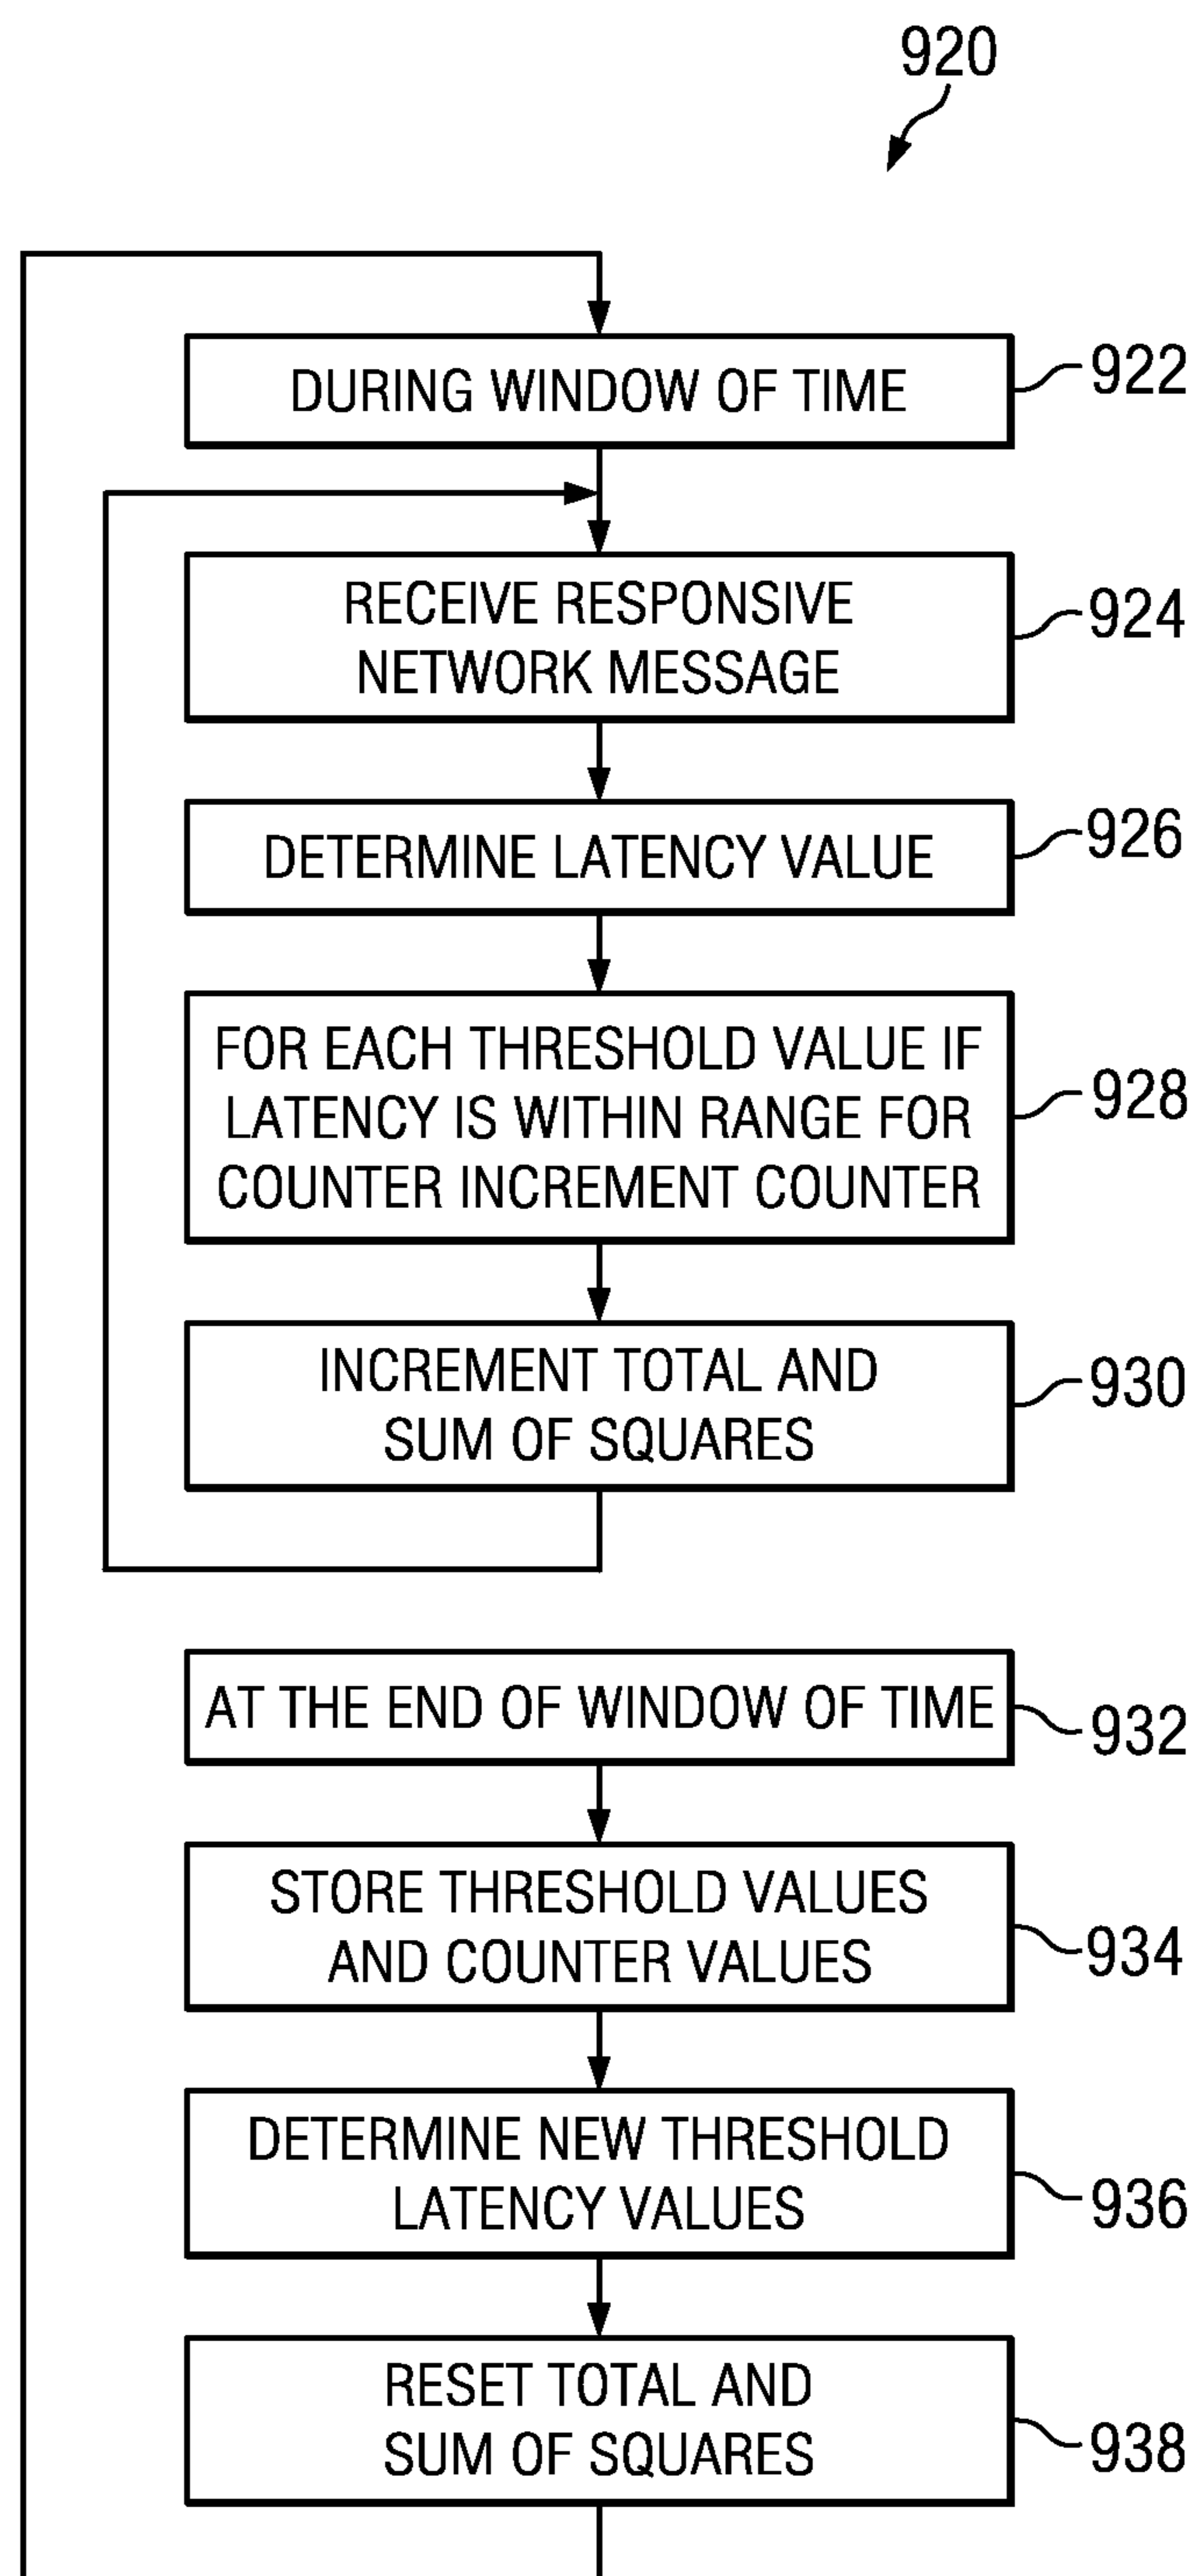 920
DURING WINDOW OF TIME
922
RECEIVE RESPONSIVE
NETWORK MESSAGE
924
DETERMINE LATENCY VALUE
926
FOR EACH THRESHOLD VALUE IF
LATENCY IS WITHIN RANGE FOR
COUNTER INCREMENT COUNTER
928
INCREMENT TOTAL AND
SUM OF SQUARES
930
AT THE END OF WINDOW OF TIME
932
STORE THRESHOLD VALUES
AND COUNTER VALUES
934
DETERMINE NEW THRESHOLD
LATENCY VALUES
936
RESET TOTAL AND
SUM OF SQUARES
938